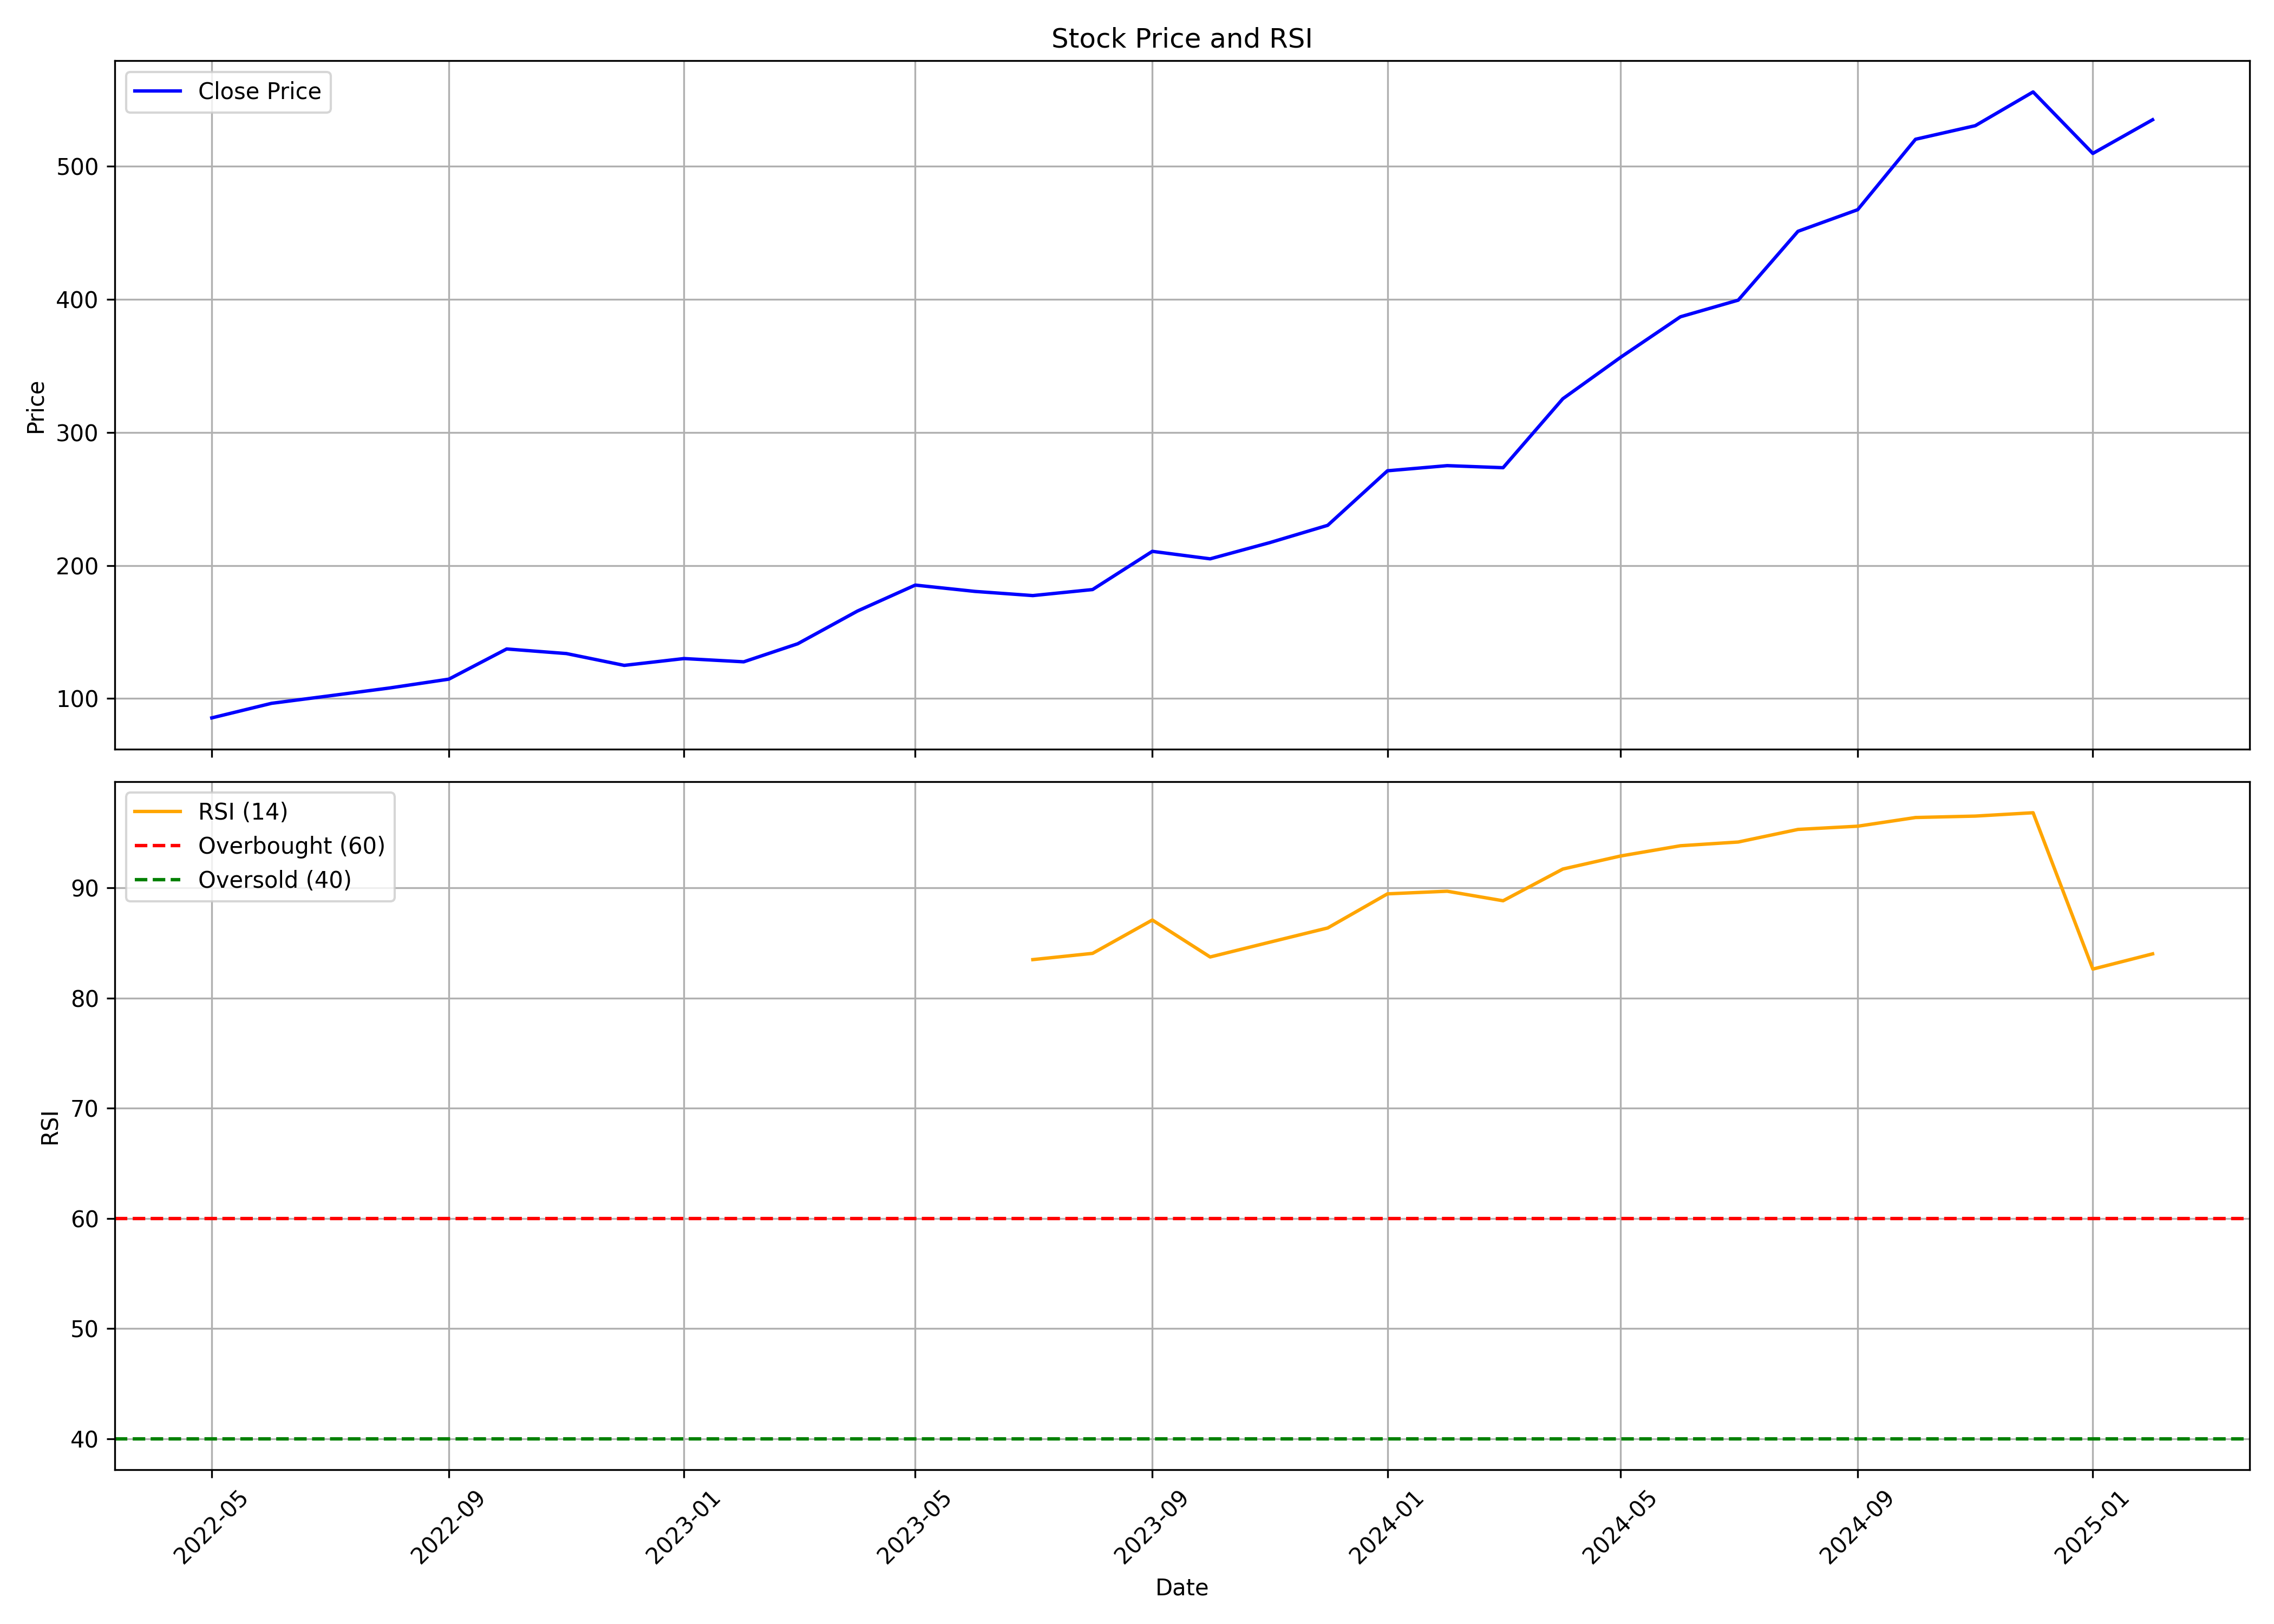 Stock Price and RSI
Close Price
Price
500
400
300
200
100
RSI (14)
Overbought (60)
Oversold (40)
RSI
90
80
70
60
50
40
2022-05
2022-09
2023-01
2023-05
2023-09
2024-01
2024-05
2024-09
2025-01
Date